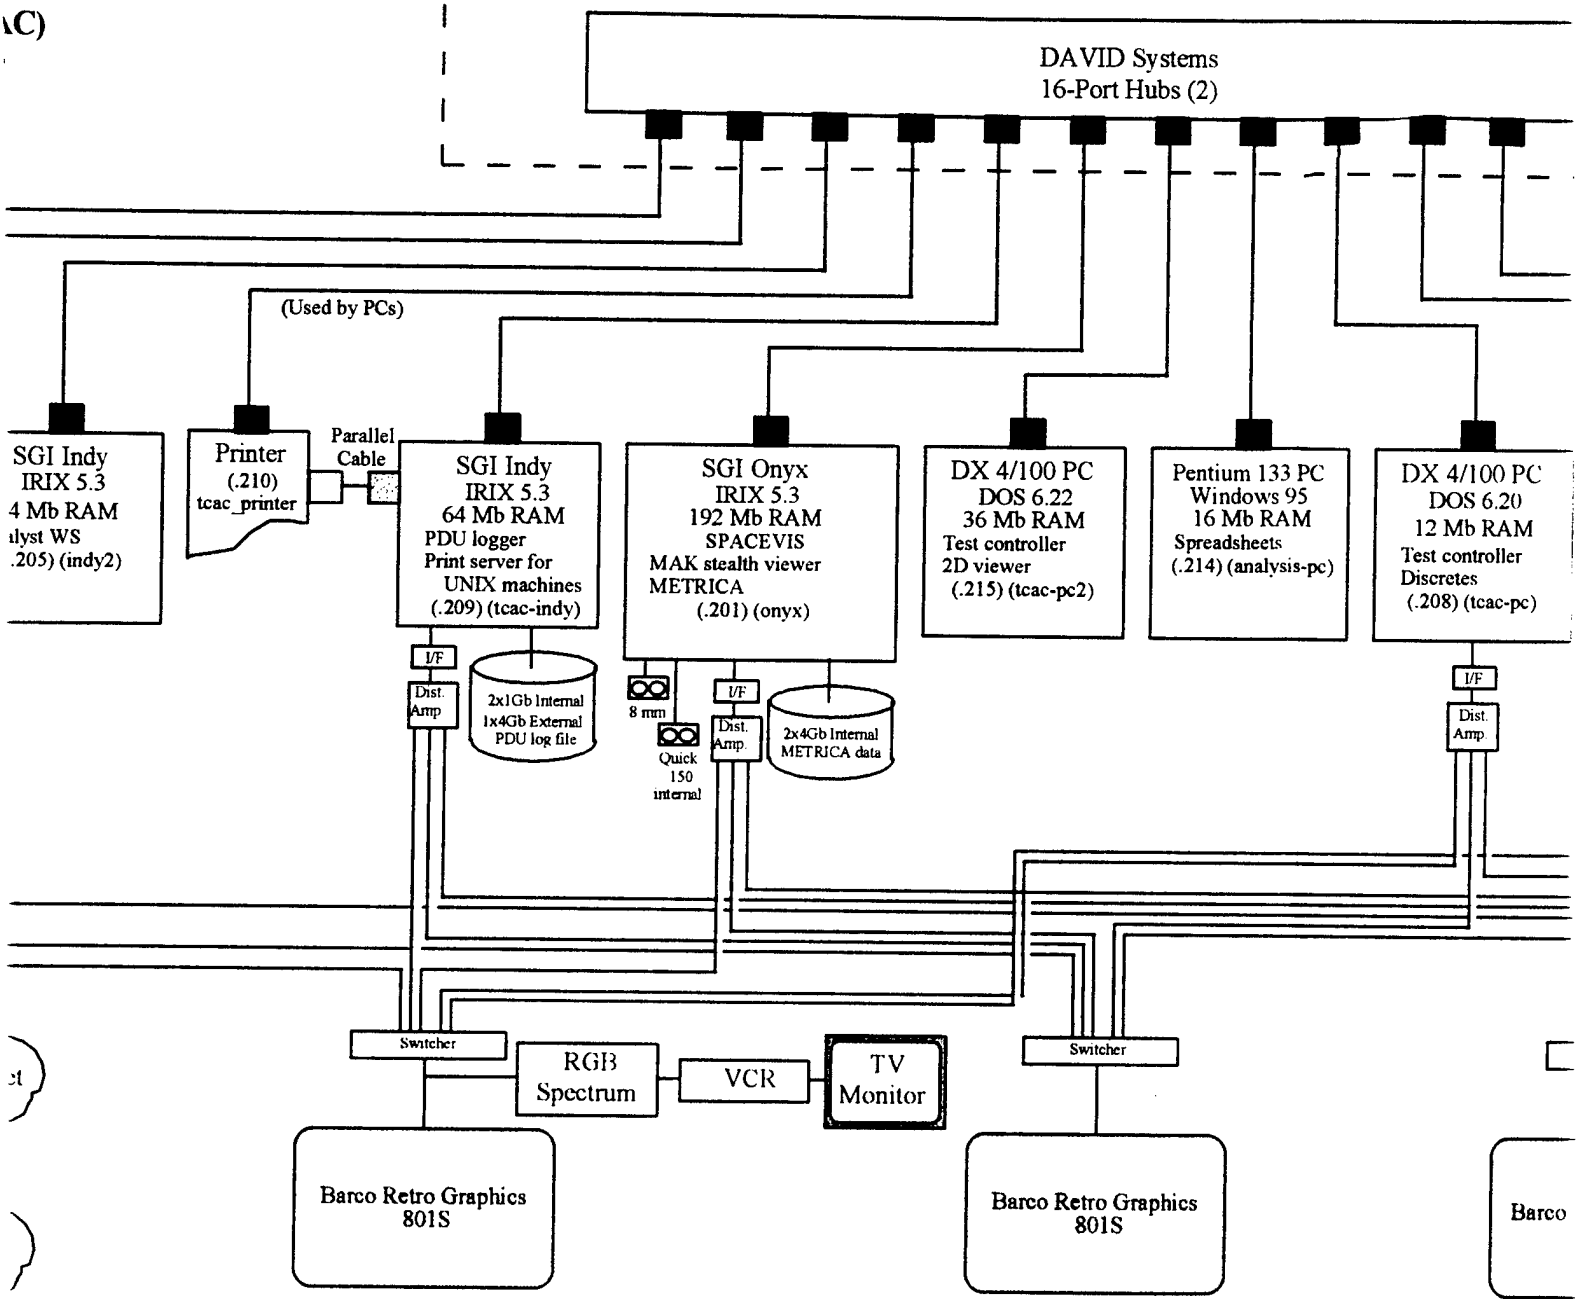 AC)
DAVID Systems
16-Port Hubs (2)
(Used by PCs)
SGI Indy
IRIX 5.3
4 Mb RAM
alyst WS
.205) (indy2)
Printer
(.210)
tcac_printer
Parallel
Cable
SGI Indy
IRIX 5.3
64 Mb RAM
PDU logger
Print server for
UNIX machines
(.209) (tcac-indy)
SGI Onyx
IRIX 5.3
192 Mb RAM
SPACEVIS
MAK stealth viewer
METRICA
(.201) (onyx)
DX 4/100 PC
DOS 6.22
36 Mb RAM
Test controller
2D viewer
(.215) (tcac-pc2)
Pentium 133 PC
Windows 95
16 Mb RAM
Spreadsheets
(.214) (analysis-pc)
DX 4/100 PC
DOS 6.20
12 Mb RAM
Test controller
Discretes
(.208) (tcac-pc)
I/F
Dist.
Amp
2x1Gb Internal
1x4Gb External
PDU log file
8 mm
Quick
150
internal
I/F
Dist.
Amp.
2x4Gb Internal
METRICA data
I/F
Dist.
Amp.
Switcher
RGB
Spectrum
VCR
TV
Monitor
Switcher
et
Barco Retro Graphics
801S
Barco Retro Graphics
801S
Barco